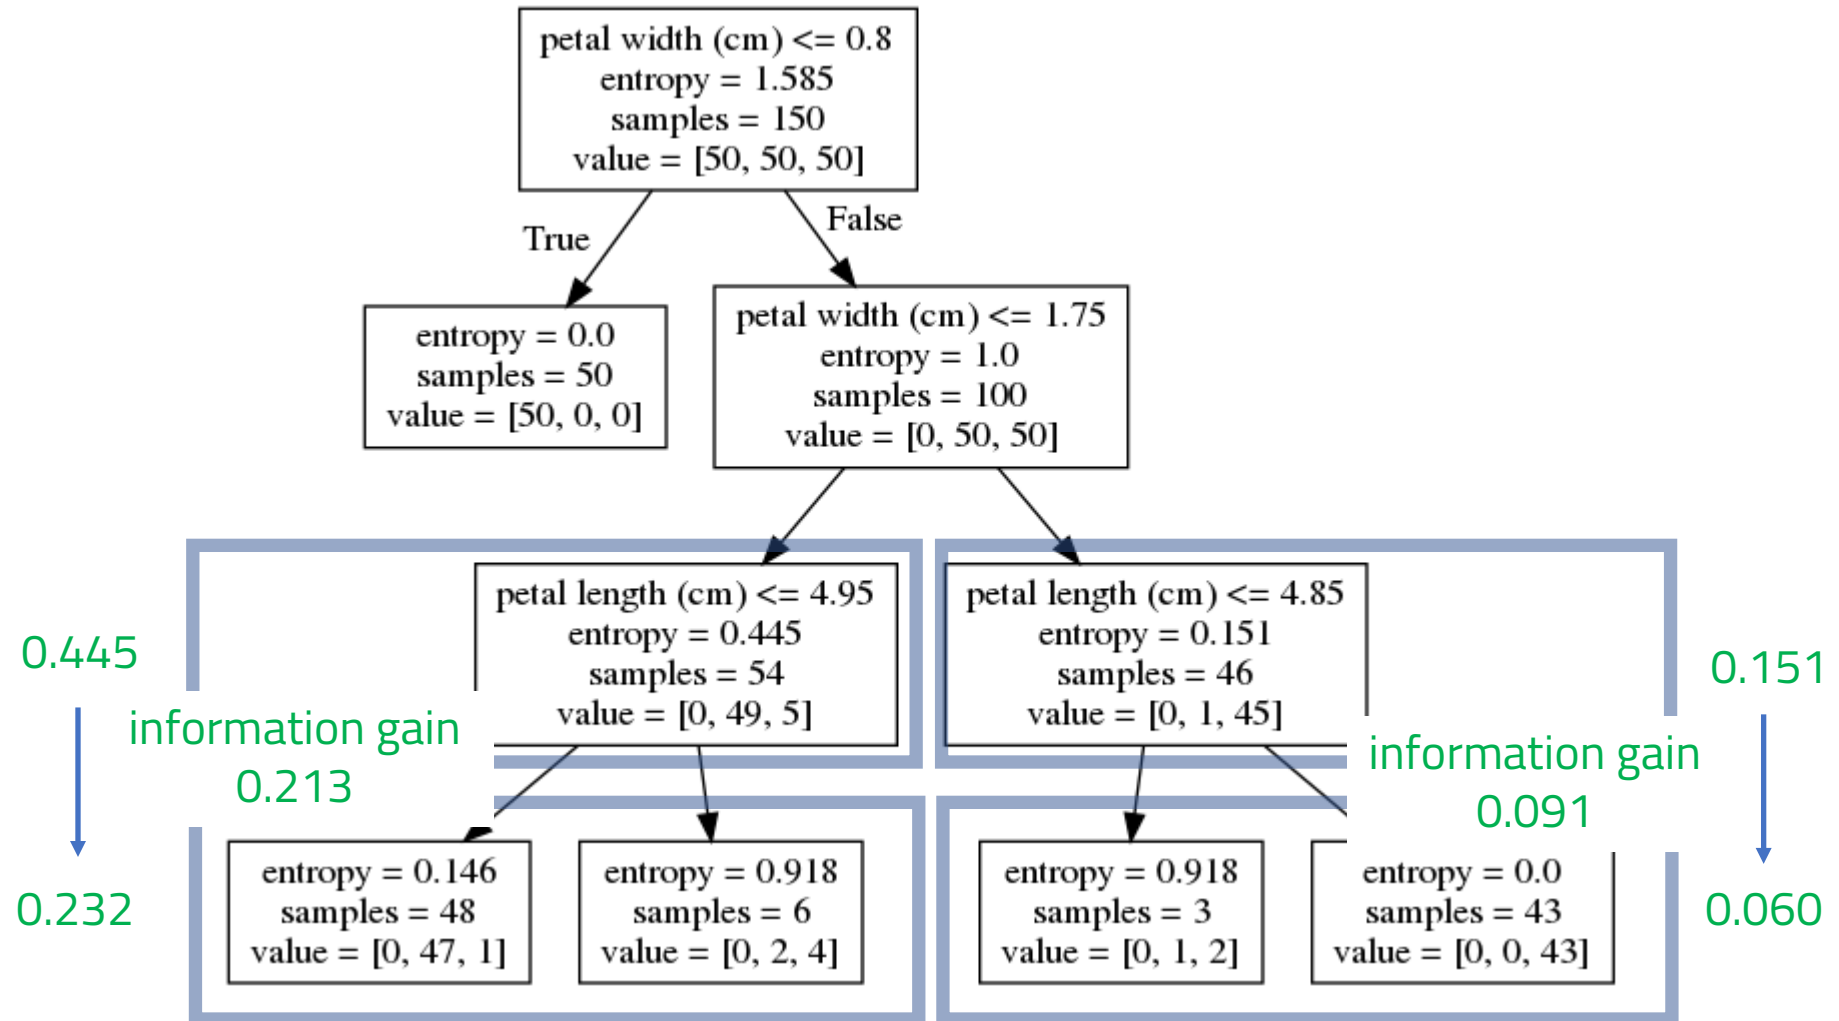 petal width (cm) <= 0.8
entropy = 1.585
samples = 150
value = [50, 50, 50]
True
False
entropy = 0.0
samples = 50
value = [50, 0, 0]
petal width (cm) <= 1.75
entropy = 1.0
samples = 100
value = [0, 50, 50]
0.445
information gain
0.213
0.232
petal length (cm) <= 4.95
entropy = 0.445
samples = 54
value = [0, 49, 5]
petal length (cm) <= 4.85
entropy = 0.151
samples = 46
value = [0, 1, 45]
0.151
information gain
0.091
0.060
entropy = 0.146
samples = 48
value = [0, 47, 1]
entropy = 0.918
samples = 6
value = [0, 2, 4]
entropy = 0.918
samples = 3
value = [0, 1, 2]
entropy = 0.0
samples = 43
value = [0, 0, 43]